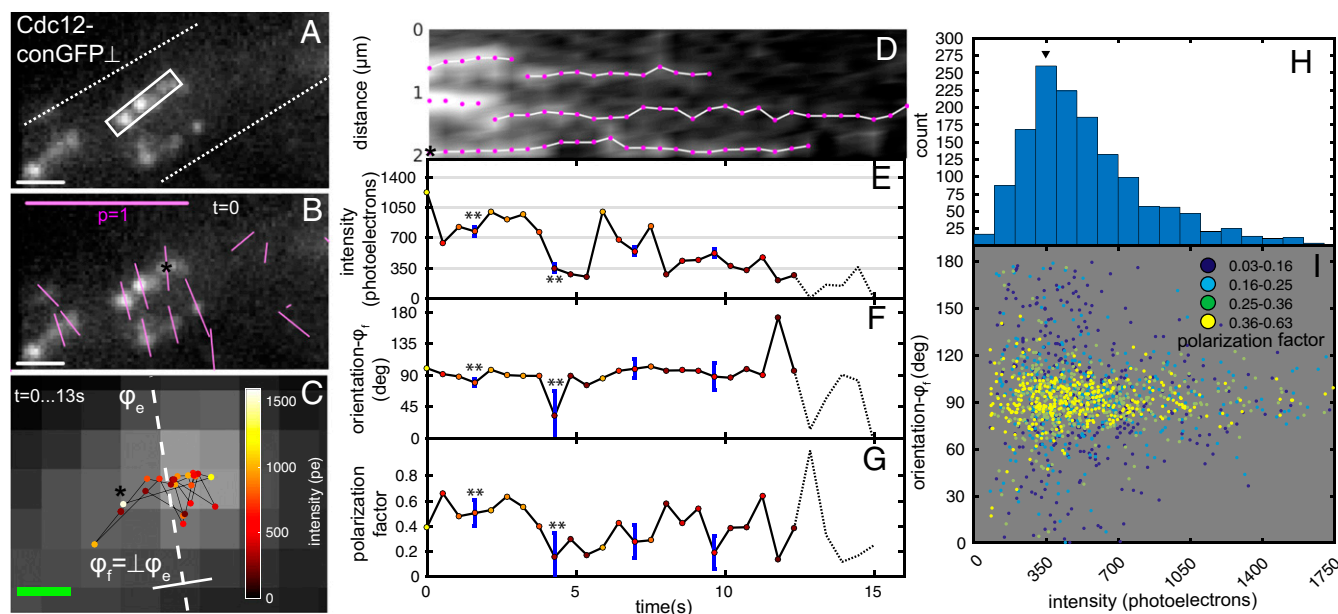 Cdc12-
conGFP⊥
A
p=1
t=0
B
*
t=0...13s
C
φe
*
φf=⊥φe
1500
1000
500
0
intensity (pe)
D
0
1
2
distance (μm)
*
E
1400
1050
700
350
0
intensity
(photoelectrons)
**
**
F
180
135
90
45
0
orientation-φf
(deg)
**
**
G
0.8
0.6
0.4
0.2
0
polarization
factor
**
**
0 5 10 15
time(s)
H
300
275
250
225
200
175
150
125
100
75
50
25
count
I
0.03-0.16
0.16-0.25
0.25-0.36
0.36-0.63
polarization factor
180
150
120
90
60
30
0
orientation-φf (deg)
0 350 700 1050 1400 1750
intensity (photoelectrons)